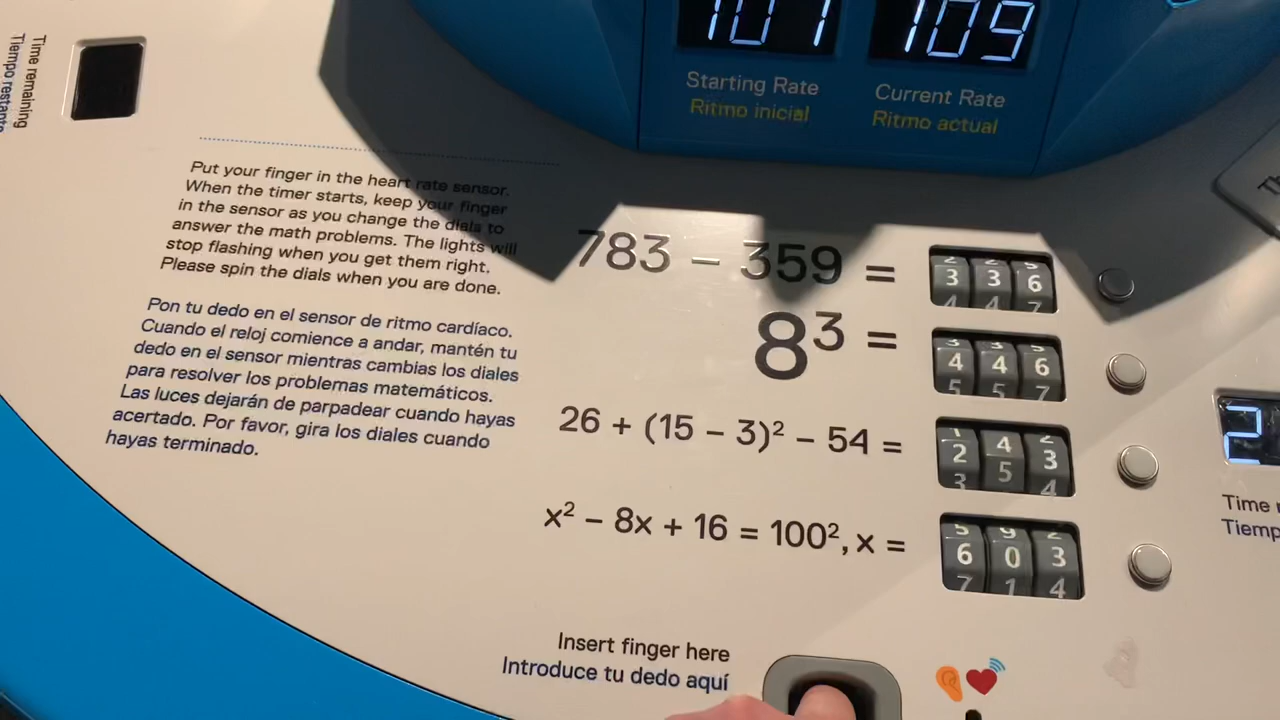 101
109
Starting Rate
Ritmo inicial
Current Rate
Ritmo actual
Time remaining
Tiempo restante
Put your finger in the heart rate sensor.
When the timer starts, keep your finger
in the sensor as you change the dials to
answer the math problems. The lights will
stop flashing when you get them right.
Please spin the dials when you are done.
Pon tu dedo en el sensor de ritmo cardíaco.
Cuando el reloj comience a andar, mantén tu
dedo en el sensor mientras cambias los diales
para resolver los problemas matemáticos.
Las luces dejarán de parpadear cuando hayas
acertado. Por favor, gira los diales cuando
hayas terminado.
783 – 359 = 3 3 6
8³ = 4 4 6
26 + (15 – 3)² – 54 = 2 4 3
x² – 8x + 16 = 100², x = 6 0 3
2
Time
Tiemp
Insert finger here
Introduce tu dedo aquí